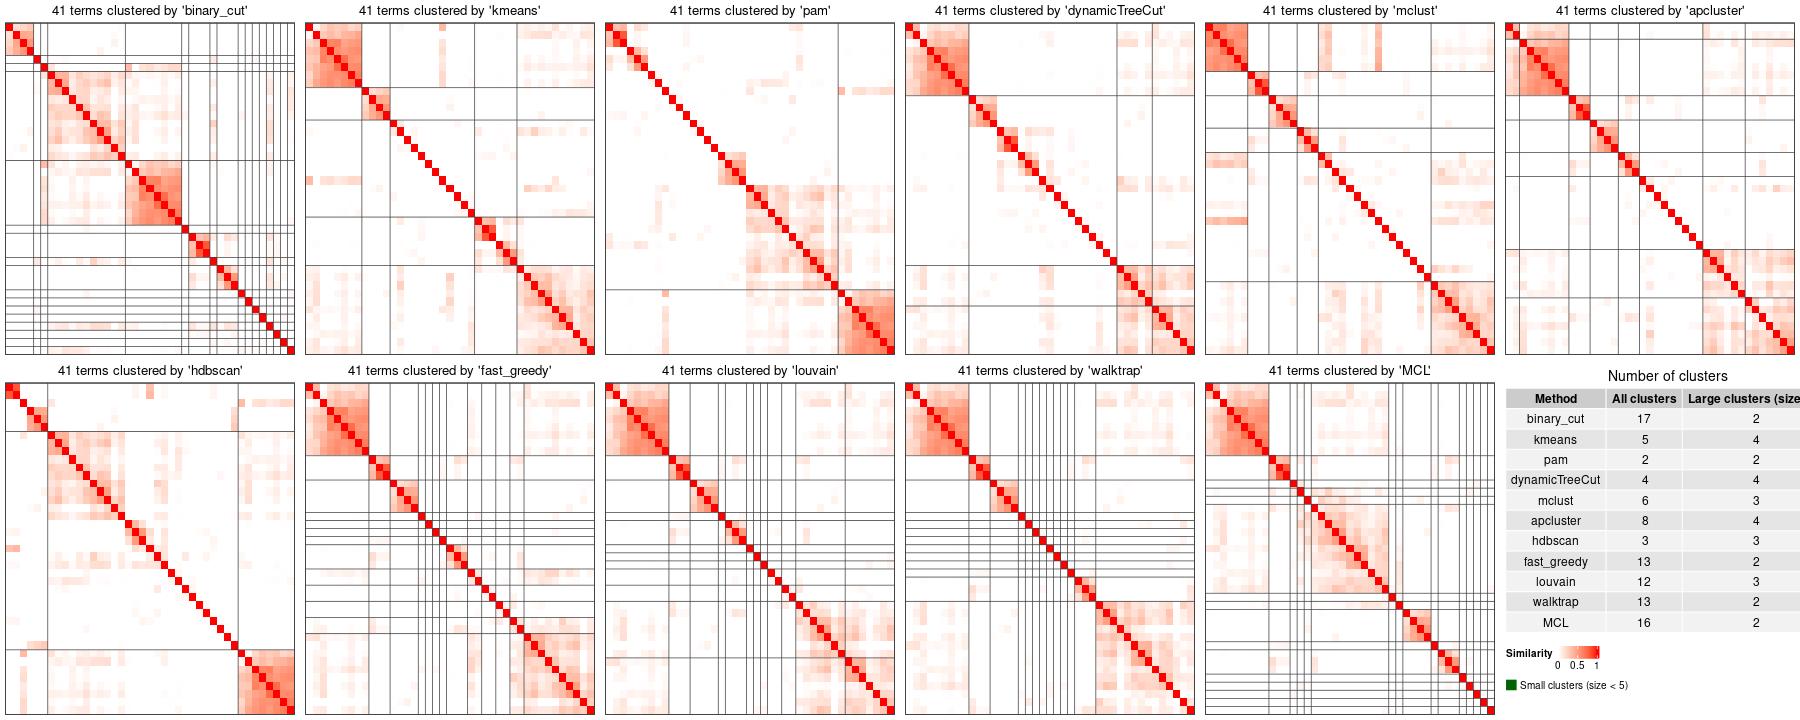 41 terms clustered by 'binary_cut'
41 terms clustered by 'kmeans'
41 terms clustered by 'pam'
41 terms clustered by 'dynamicTreeCut'
41 terms clustered by 'mclust'
41 terms clustered by 'apcluster'
41 terms clustered by 'hdbscan'
41 terms clustered by 'fast_greedy'
41 terms clustered by 'louvain'
41 terms clustered by 'walktrap'
41 terms clustered by 'MCL'
Number of clusters
Method All clusters Large clusters (size
binary_cut 17 2
kmeans 5 4
pam 2 2
dynamicTreeCut 4 4
mclust 6 3
apcluster 8 4
hdbscan 3 3
fast_greedy 13 2
louvain 12 3
walktrap 13 2
MCL 16 2
Similarity
0 0.5 1
Small clusters (size < 5)